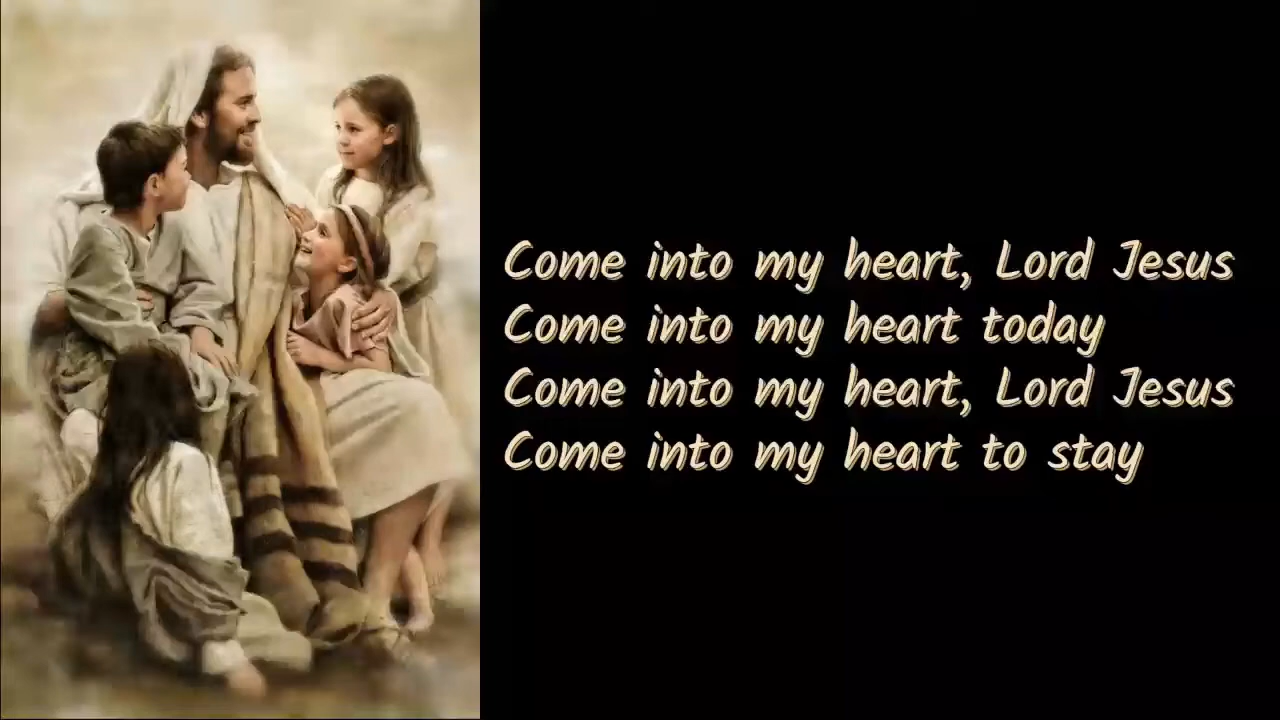 Come into my heart, Lord Jesus
Come into my heart today
Come into my heart, Lord Jesus
Come into my heart to stay